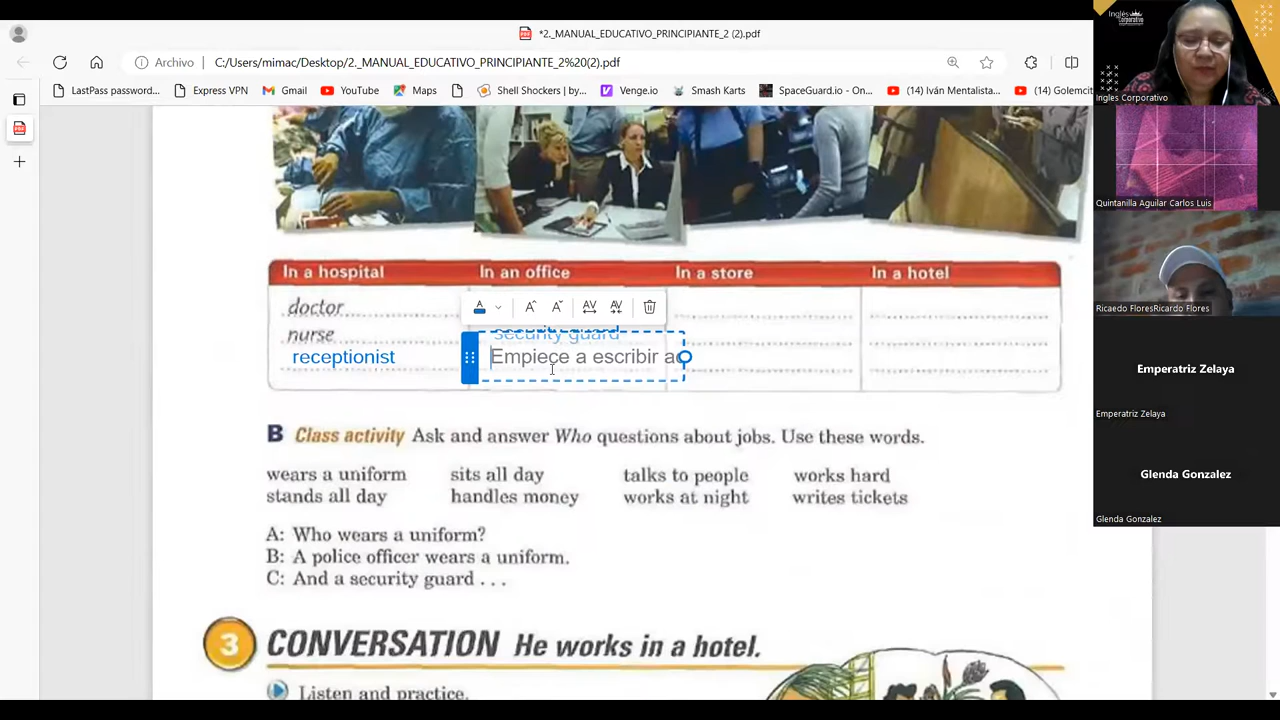 *2._MANUAL_EDUCATIVO_PRINCIPIANTE_2 (2).pdf
Archivo C:/Users/mimac/Desktop/2._MANUAL_EDUCATIVO_PRINCIPIANTE_2%20(2).pdf
LastPass password... Express VPN Gmail YouTube Maps Shell Shockers | by... Venge.io Smash Karts SpaceGuard.io - On... (14) Iván Mentalista... (14) Golemcit
In a hospital In an office In a store In a hotel
doctor
nurse security guard
receptionist Empiece a escribir ac
B Class activity Ask and answer Who questions about jobs. Use these words.
wears a uniform sits all day talks to people works hard
stands all day handles money works at night writes tickets
A: Who wears a uniform?
B: A police officer wears a uniform.
C: And a security guard . . .
3 CONVERSATION He works in a hotel.
Listen and practice.
Inglés Corporativo
Ingles Corporativo
Quintanilla Aguilar Carlos Luis
Ricaedo FloresRicardo Flores
Emperatriz Zelaya
Emperatriz Zelaya
Glenda Gonzalez
Glenda Gonzalez